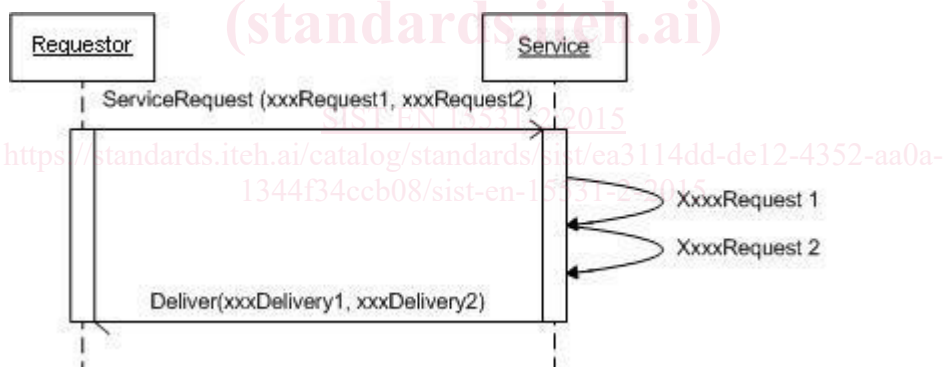 (standards.iteh.ai)
Requestor
Service
ServiceRequest (xxxRequest1, xxxRequest2)
SIST EN 15531-2:2015
https://standards.iteh.ai/catalog/standards/sist/ea3114dd-de12-4352-aa0a-
1344f34ccb08/sist-en-15531-2-2015
XxxxRequest 1
XxxxRequest 2
Deliver(xxxDelivery1, xxxDelivery2)